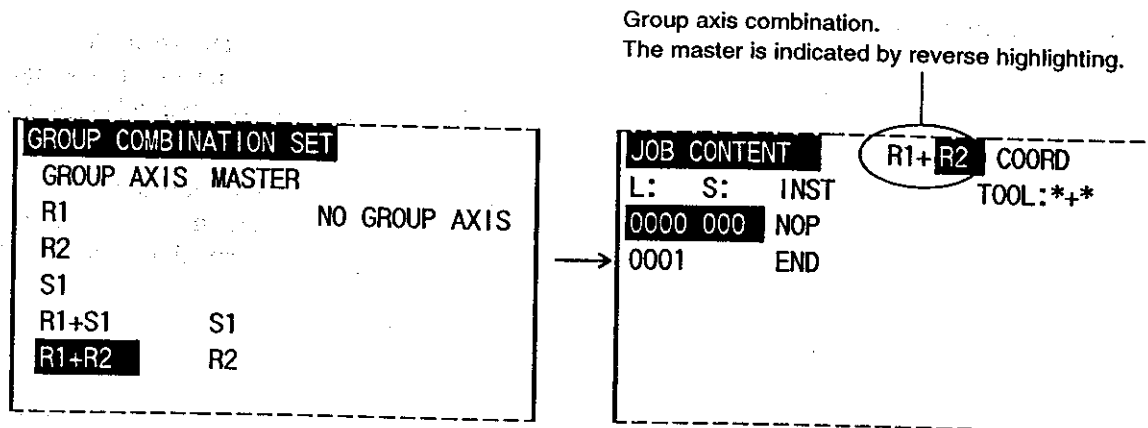 Group axis combination.
The master is indicated by reverse highlighting.
GROUP COMBINATION SET
GROUP AXIS MASTER
R1 NO GROUP AXIS
R2
S1
R1+S1 S1
R1+R2 R2
JOB CONTENT R1+R2 COORD
L: S: INST TOOL:*+*
0000 000 NOP
0001 END